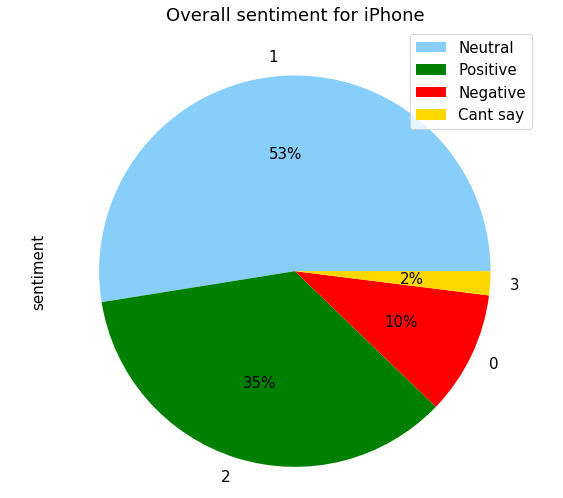 Overall sentiment for iPhone
Neutral
Positive
Negative
Cant say
1
53%
sentiment
2%
3
10%
0
35%
2